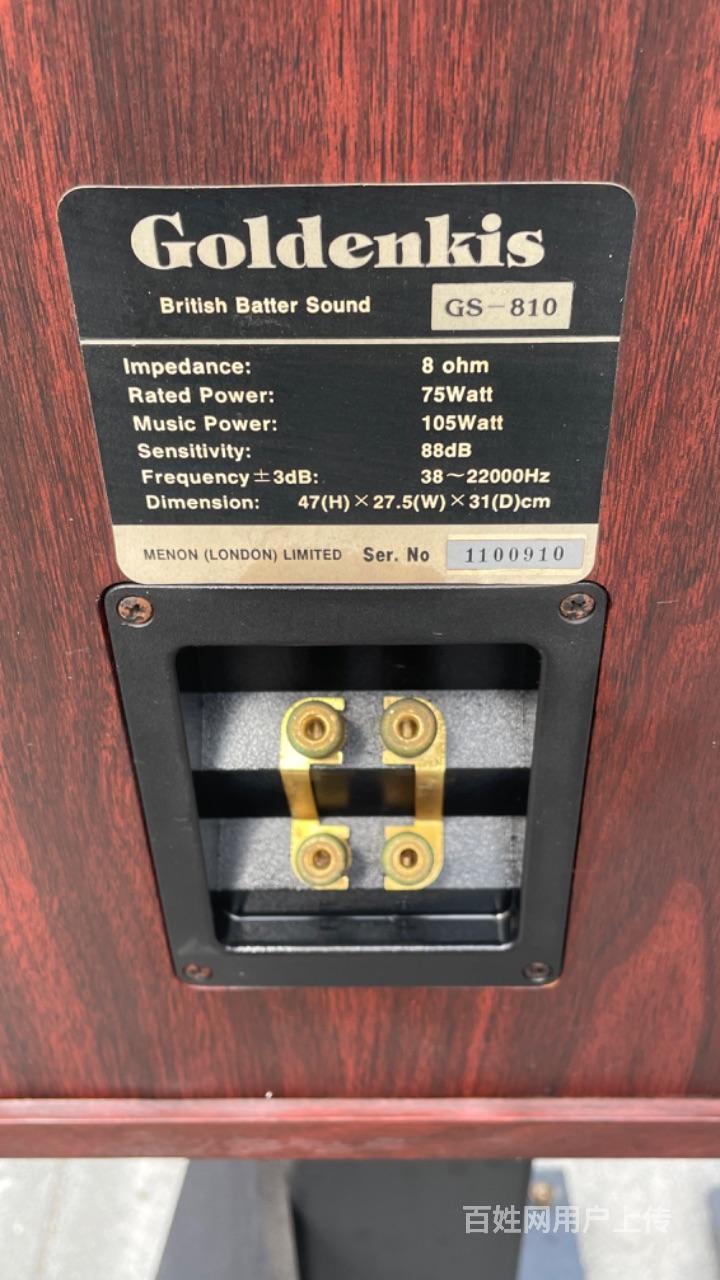 Goldenkis
British Batter Sound GS-810
Impedance: 8 ohm
Rated Power: 75Watt
Music Power: 105Watt
Sensitivity: 88dB
Frequency±3dB: 38~22000Hz
Dimension: 47(H)×27.5(W)×31(D)cm
MENON (LONDON) LIMITED Ser. No 1100910
百姓网用户上传